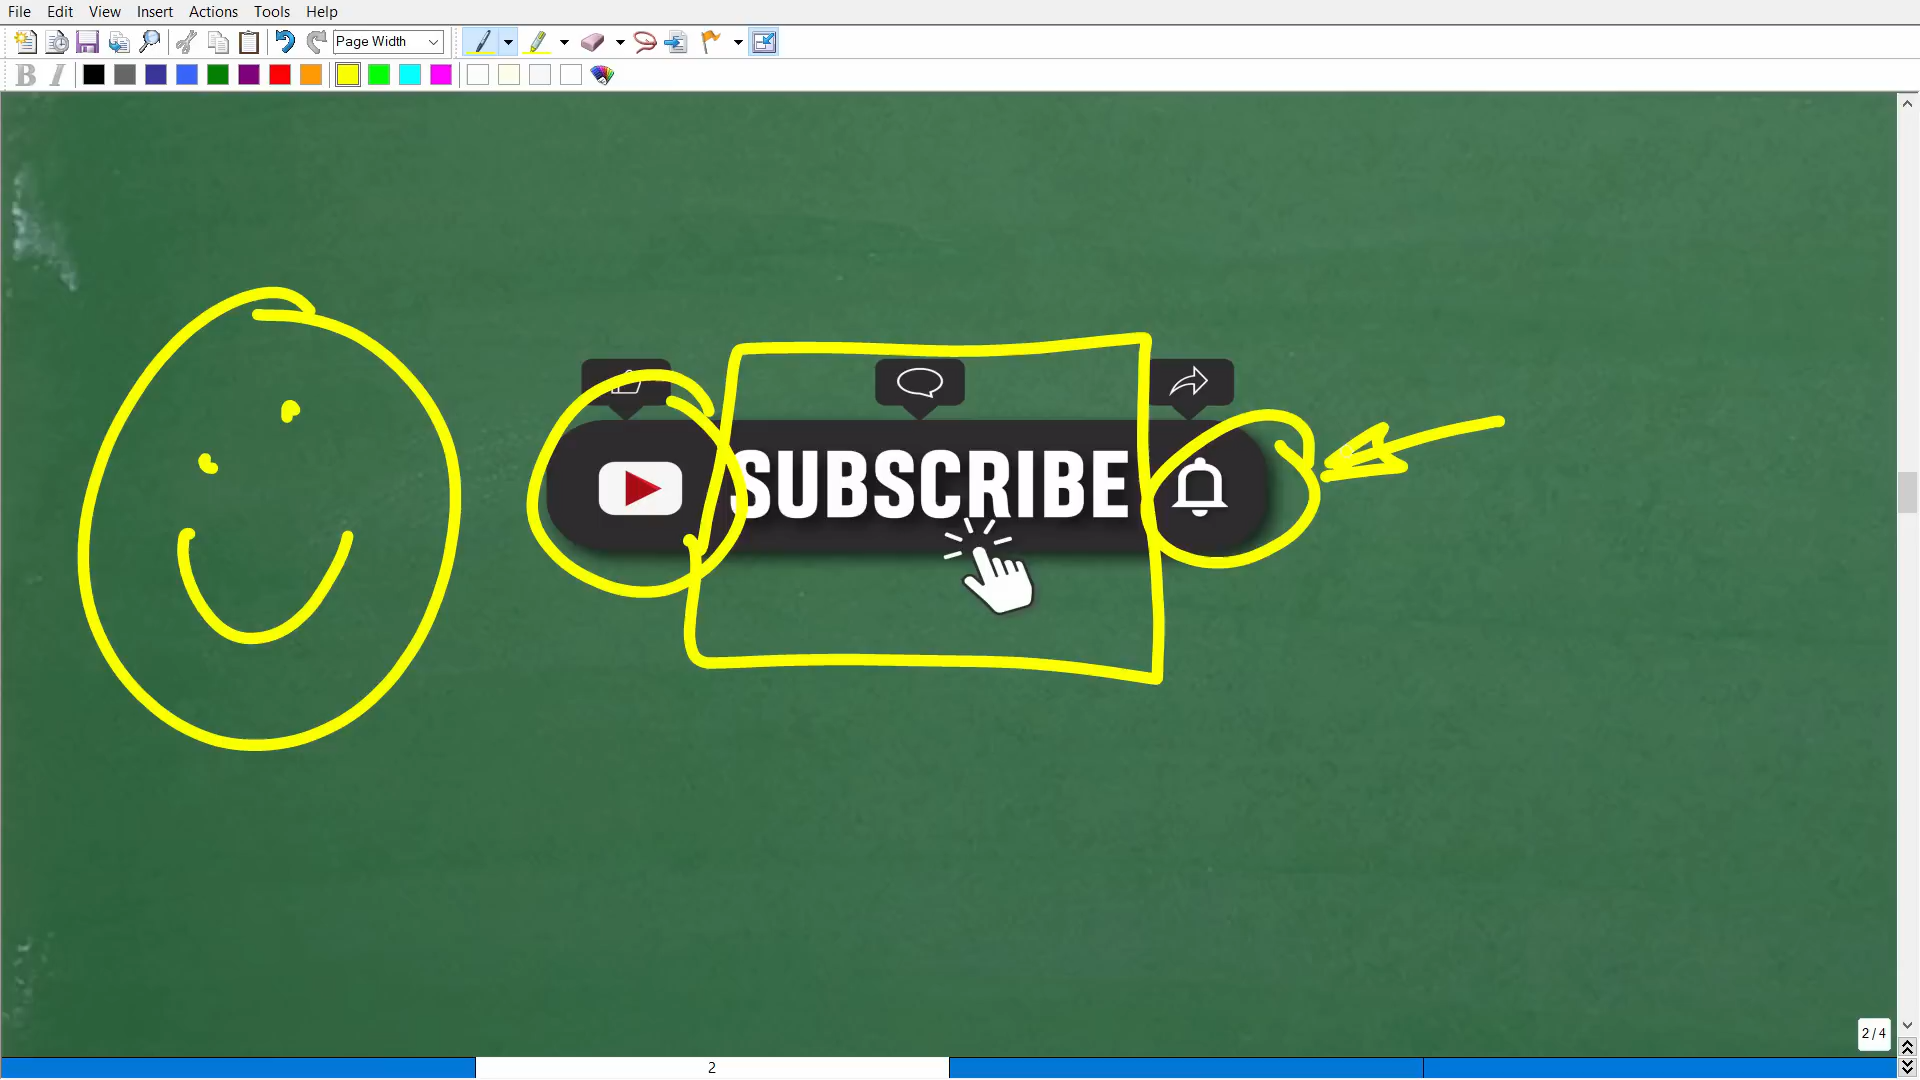 File Edit View Insert Actions Tools Help
Page Width
B I
SUBSCRIBE
2 / 4
2